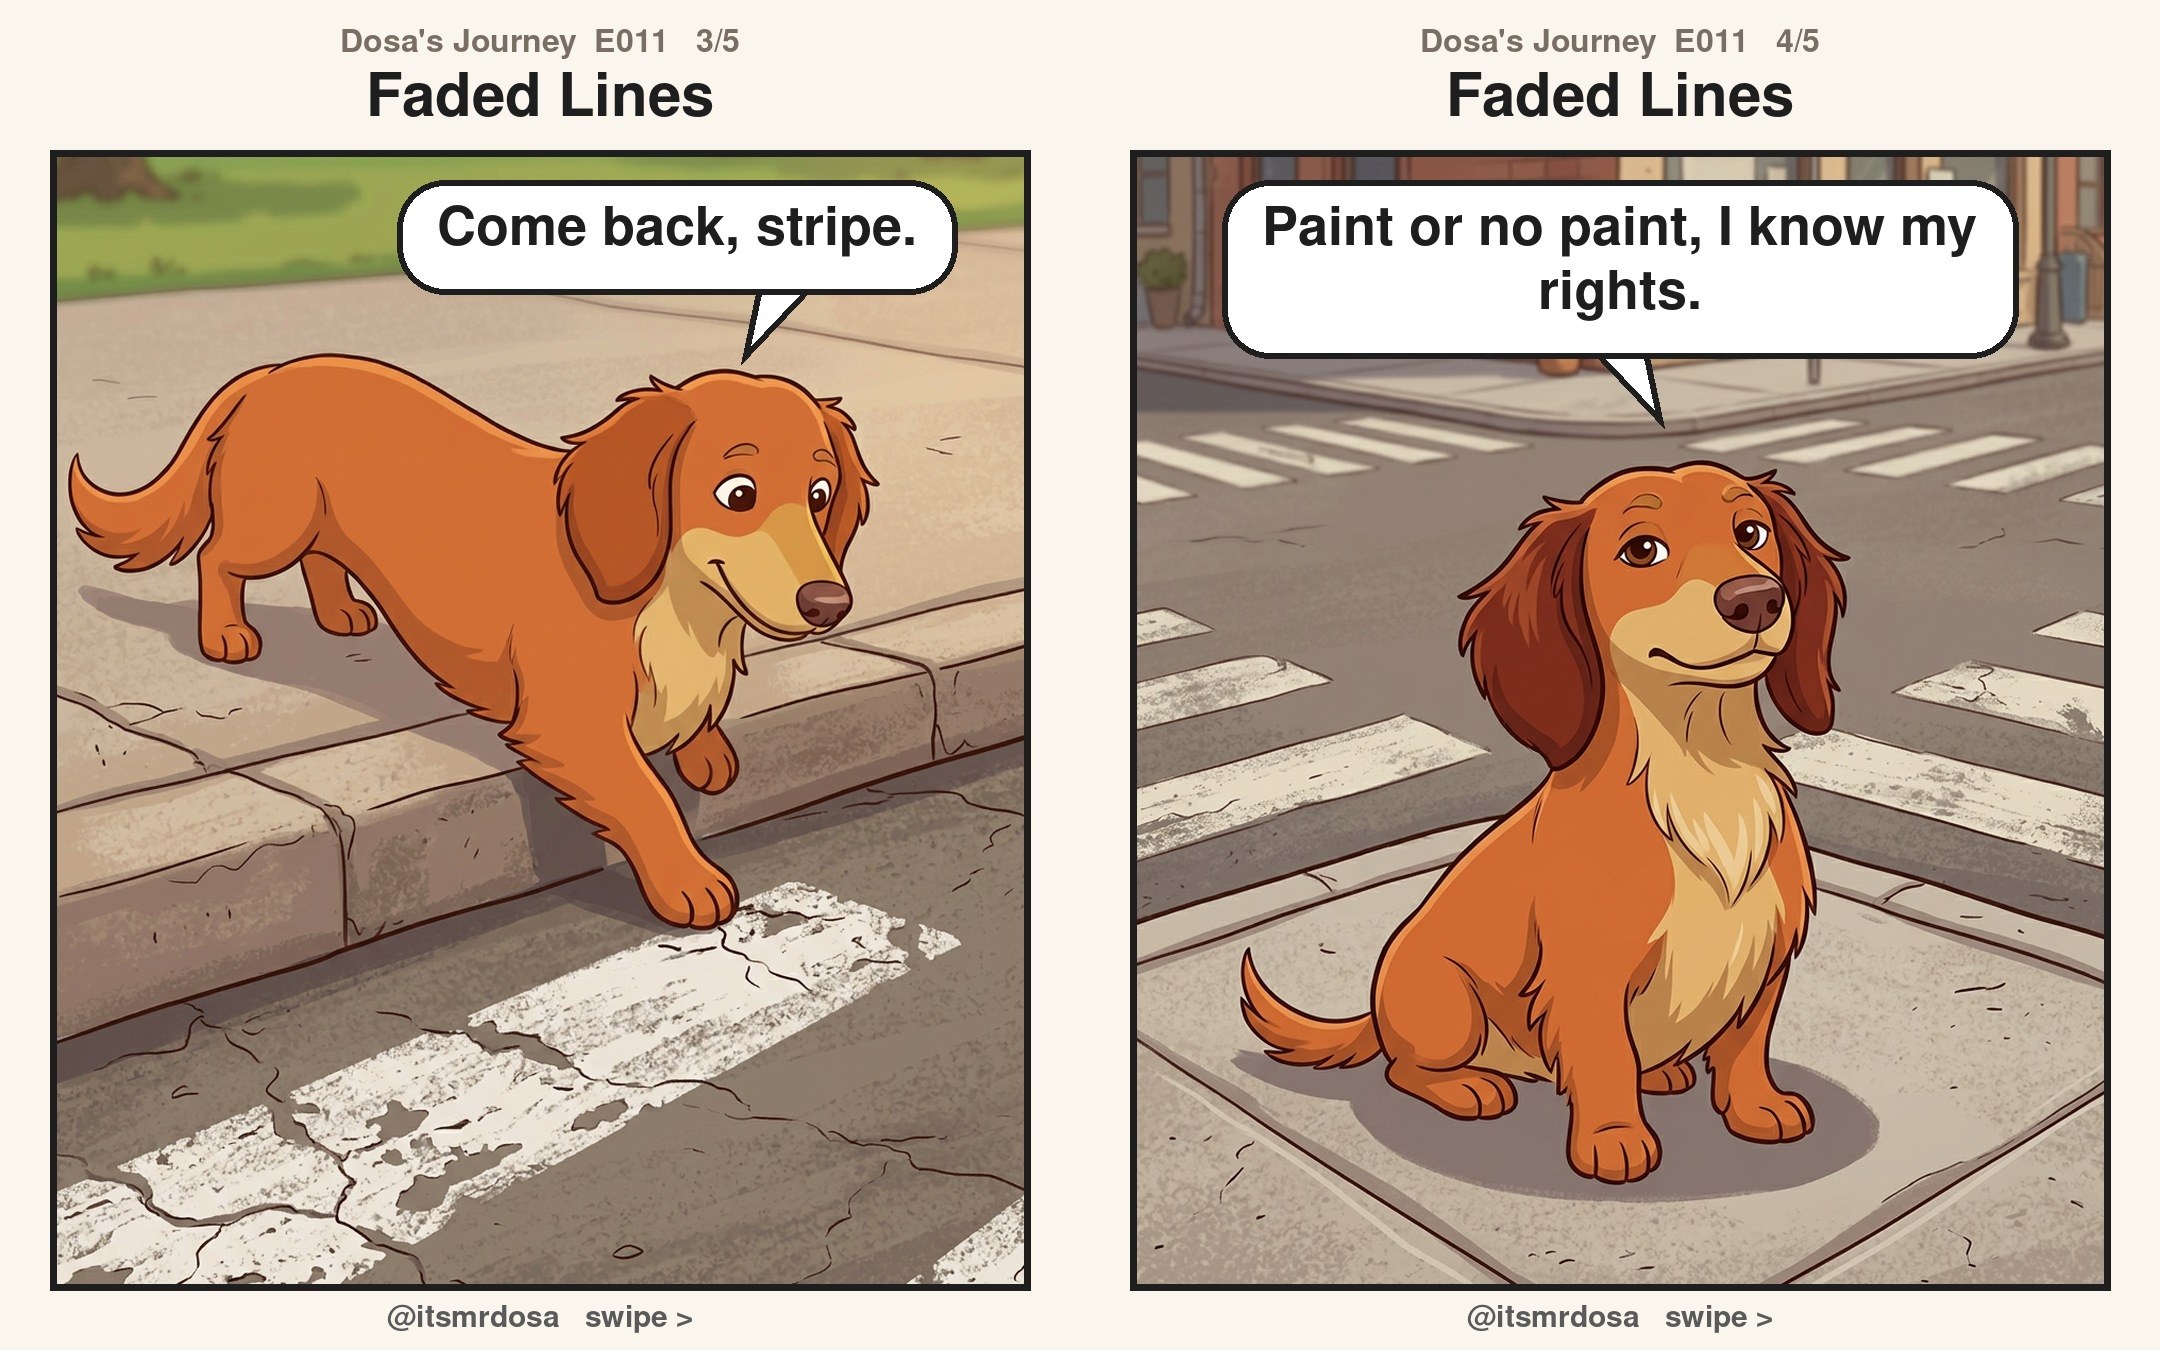 Dosa's Journey E011 3/5
Faded Lines
Come back, stripe.
@itsmrdosa swipe >
Dosa's Journey E011 4/5
Faded Lines
Paint or no paint, I know my
rights.
@itsmrdosa swipe >